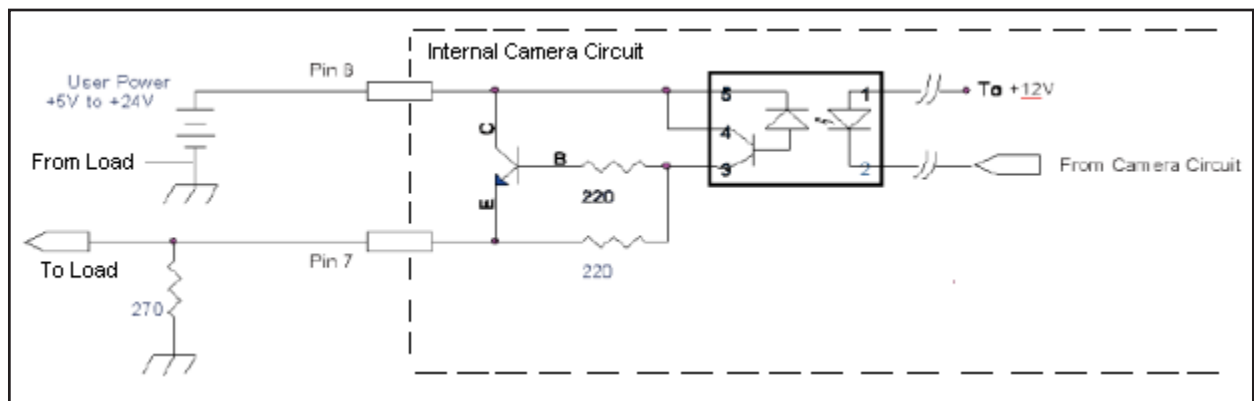 Internal Camera Circuit
User Power
+5V to +24V
Pin 8
5
1
To +12V
C
4
From Load
B
3
2
From Camera Circuit
220
E
To Load
Pin 7
220
270